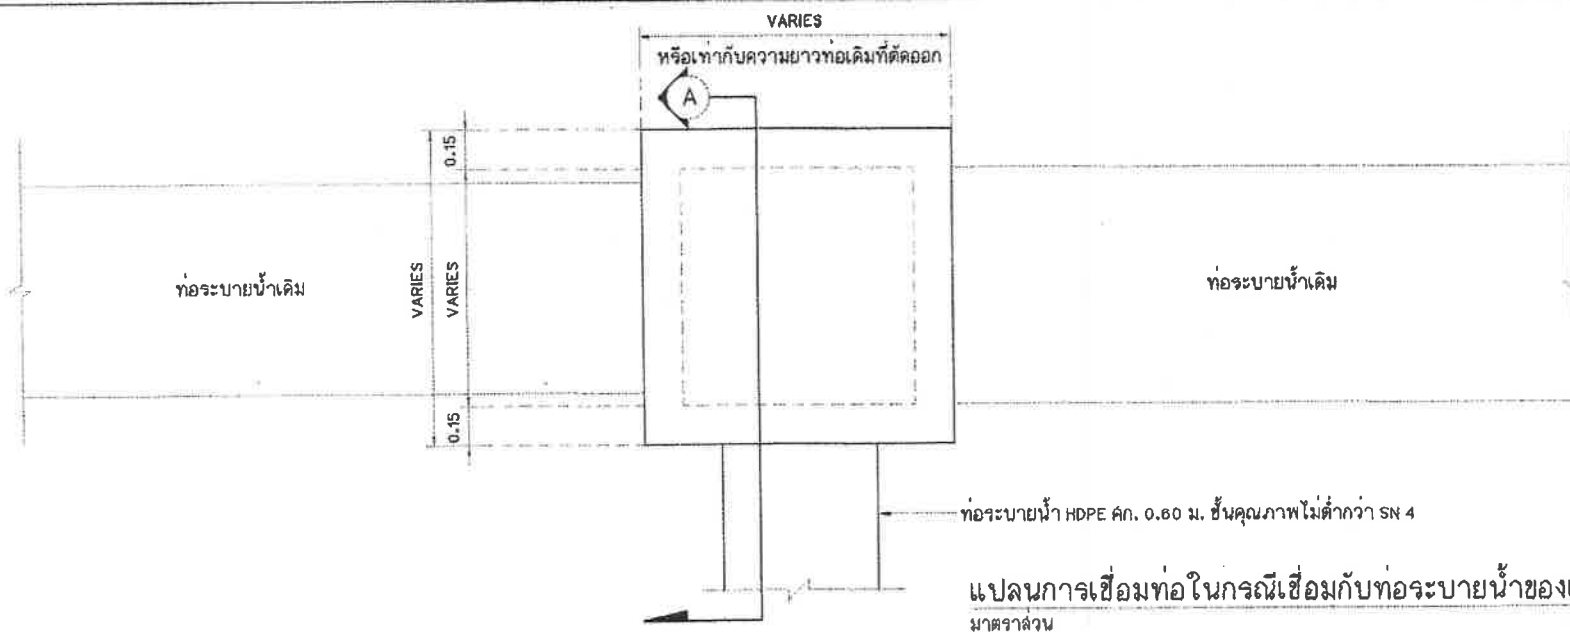 VARIES
หรือเท่ากับความยาวท่อเดิมที่ตัดออก
A
0.15
VARIES
VARIES
0.15
ท่อระบายน้ำเดิม
ท่อระบายน้ำเดิม
ท่อระบายน้ำ HDPE ศก. 0.60 ม. ชั้นคุณภาพไม่ต่ำกว่า SN 4
แปลนการเชื่อมท่อในกรณีเชื่อมกับท่อระบายน้ำของ
มาตราส่วน